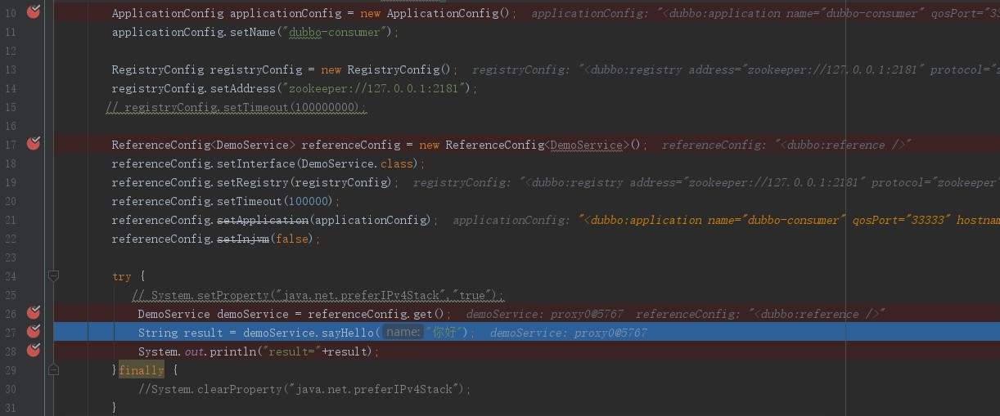 10 ApplicationConfig applicationConfig = new ApplicationConfig(); applicationConfig: "<dubbo:application name="dubbo-consumer" qosPort="33
11 applicationConfig.setName("dubbo-consumer");
12
13 RegistryConfig registryConfig = new RegistryConfig(); registryConfig: "<dubbo:registry address="zookeeper://127.0.0.1:2181" protocol="z
14 registryConfig.setAddress("zookeeper://127.0.0.1:2181");
15 // registryConfig.setTimeout(100000000);
16
17 ReferenceConfig<DemoService> referenceConfig = new ReferenceConfig<DemoService>(); referenceConfig: "<dubbo:reference />"
18 referenceConfig.setInterface(DemoService.class);
19 referenceConfig.setRegistry(registryConfig); registryConfig: "<dubbo:registry address="zookeeper://127.0.0.1:2181" protocol="zookeeper"
20 referenceConfig.setTimeout(100000);
21 referenceConfig.setApplication(applicationConfig); applicationConfig: "<dubbo:application name="dubbo-consumer" qosPort="33333" hostnam
22 referenceConfig.setInjvm(false);
23
24 try {
25 // System.setProperty("java.net.preferIPv4Stack","true");
26 DemoService demoService = referenceConfig.get(); demoService: proxy0@5767 referenceConfig: "<dubbo:reference />"
27 String result = demoService.sayHello( name: "你好"); demoService: proxy0@5767
28 System.out.println("result="+result);
29 }finally {
30 //System.clearProperty("java.net.preferIPv4Stack");
31 }